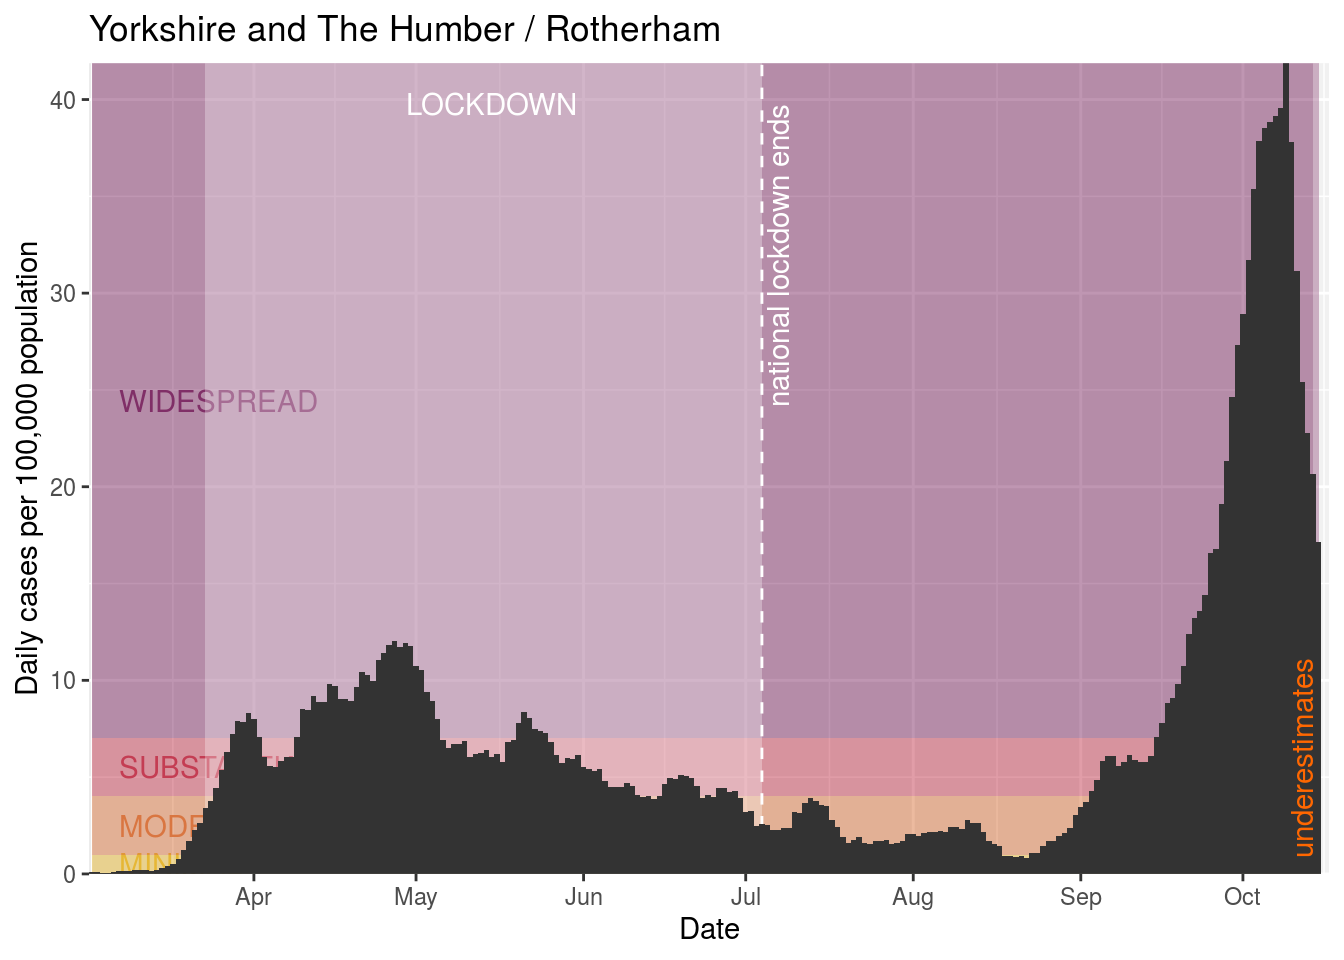 Yorkshire and The Humber / Rotherham
Daily cases per 100,000 population
40
30
20
10
0
LOCKDOWN
national lockdown ends
WIDESPREAD
underestimates
Apr
May
Jun
Jul
Aug
Sep
Oct
Date